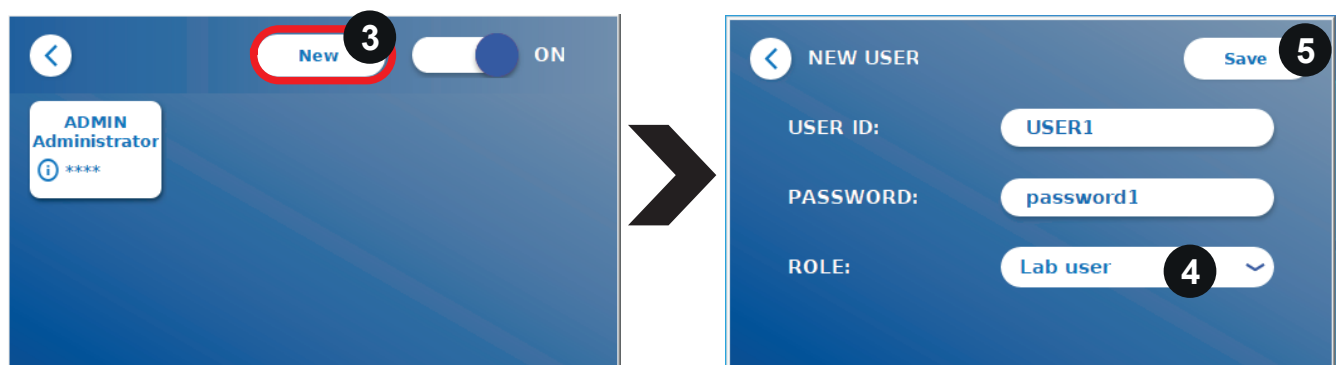 New
3
ON
ADMIN
Administrator
i ****
NEW USER
Save
5
USER ID:
USER1
PASSWORD:
password1
ROLE:
Lab user
4